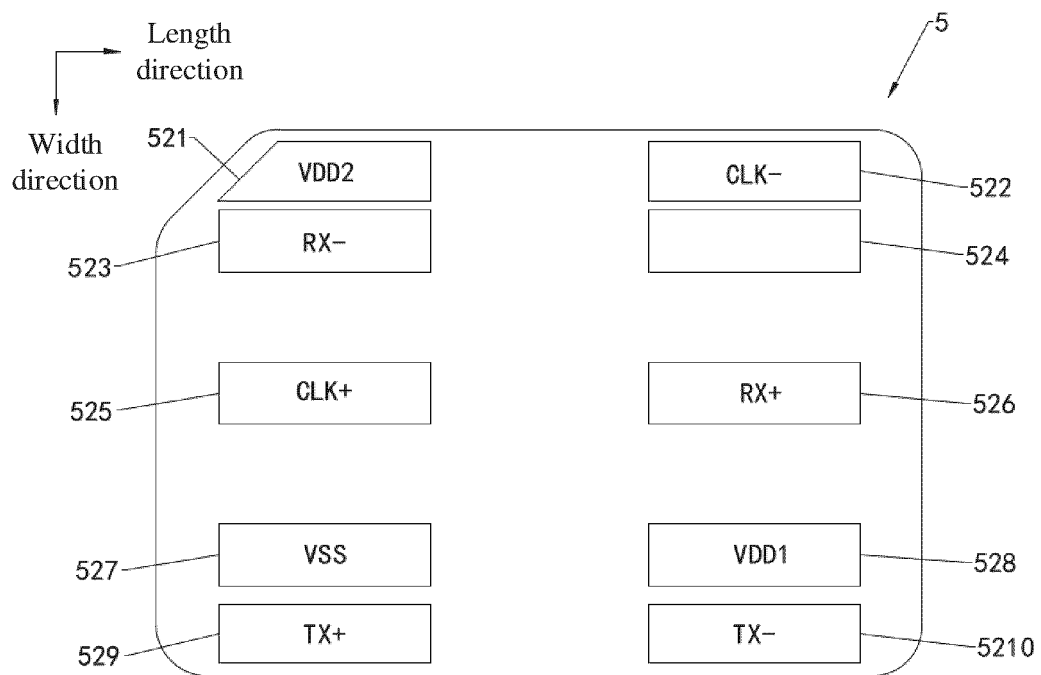 Length
direction
5
Width
direction
521
VDD2
CLK-
522
523
RX-
524
525
CLK+
RX+
526
527
VSS
VDD1
528
529
TX+
TX-
5210